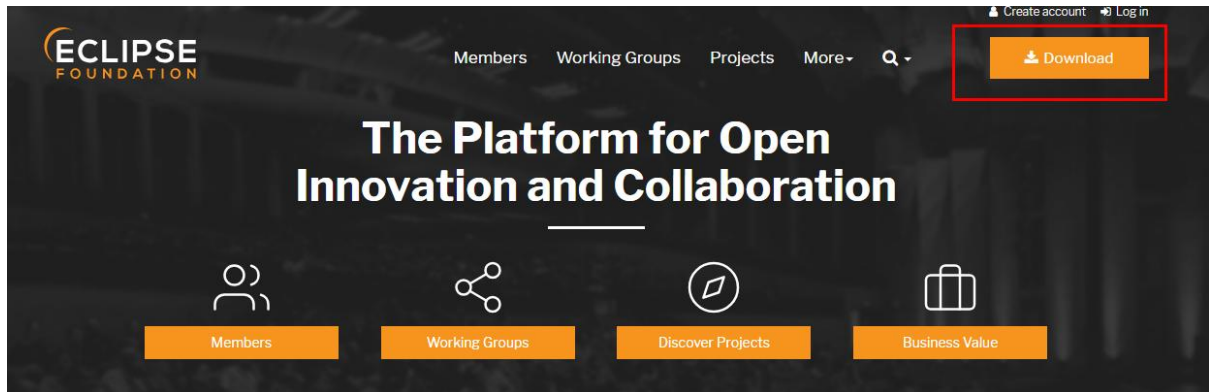 Create account Log in
ECLIPSE
FOUNDATION
Members Working Groups Projects More
Download
The Platform for Open
Innovation and Collaboration
Members Working Groups Discover Projects Business Value